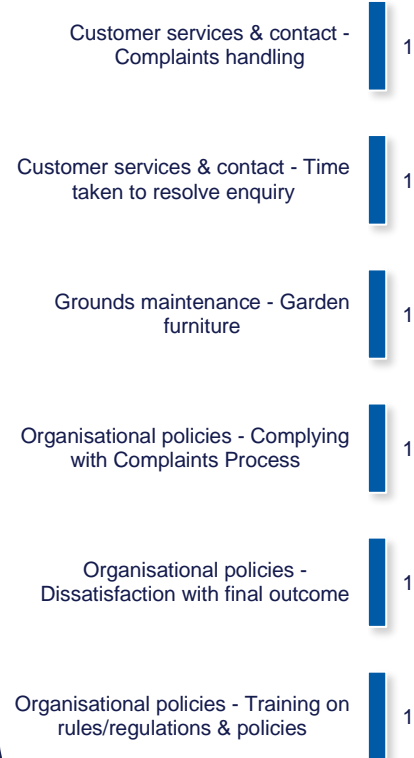 Customer services & contact -
Complaints handling
1
Customer services & contact - Time
taken to resolve enquiry
1
Grounds maintenance - Garden
furniture
1
Organisational policies - Complying
with Complaints Process
1
Organisational policies -
Dissatisfaction with final outcome
1
Organisational policies - Training on
rules/regulations & policies
1